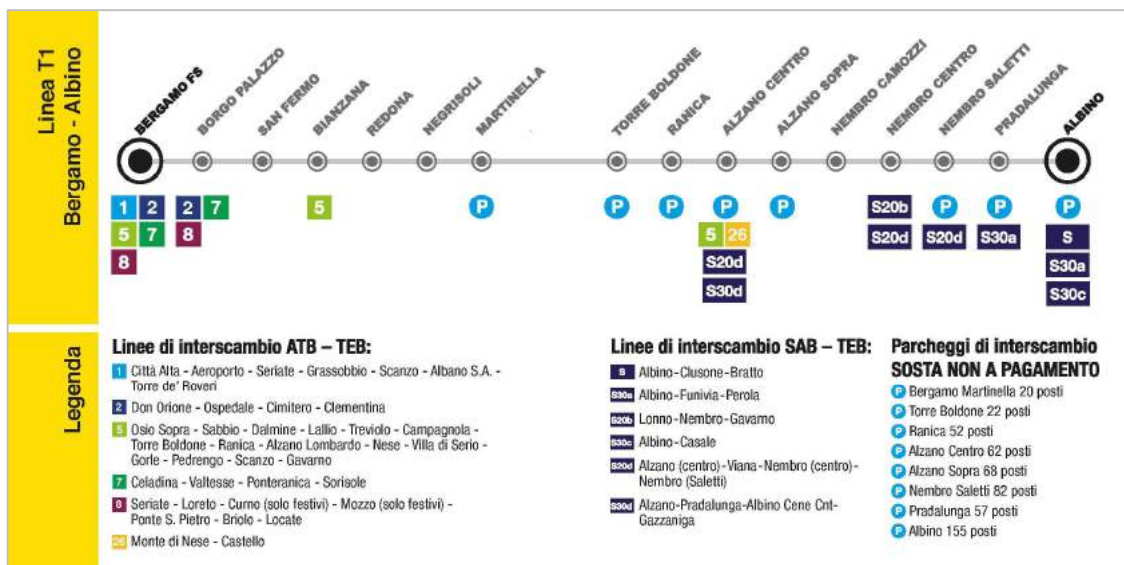 Linea T1
Bergamo - Albino
BERGAMO FS
BORGO PALAZZO
SAN FERMO
BIANZANA
REDONA
NEGRISOLI
MARTINELLA
TORRE BOLDONE
RANICA
ALZANO CENTRO
ALZANO SOPRA
NEMBRO CAMOZZI
NEMBRO CENTRO
NEMBRO SALETTI
PRADALUNGA
ALBINO
1 2 2 7 5 P P P P P S20b P P P
5 7 8 5 26 S20d S20d S30a S
8 S20d S30a
S30d S30c
Legenda
Linee di interscambio ATB – TEB:
1 Città Alta - Aeroporto - Seriate - Grassobbio - Scanzo - Albano S.A. -
Torre de' Roveri
2 Don Orione - Ospedale - Cimitero - Clementina
5 Osio Sopra - Sabbio - Dalmine - Lallio - Treviolo - Campagnola -
Torre Boldone - Ranica - Alzano Lombardo - Nese - Villa di Serio -
Gorle - Pedrengo - Scanzo - Gavarno
7 Celadina - Valtesse - Ponteranica - Sorisole
8 Seriate - Loreto - Curno (solo festivi) - Mozzo (solo festivi) -
Ponte S. Pietro - Briolo - Locate
26 Monte di Nese - Castello
Linee di interscambio SAB – TEB:
S Albino-Clusone-Bratto
S30a Albino-Funivia-Perola
S20b Lonno-Nembro-Gavarno
S30c Albino-Casale
S20d Alzano (centro)-Viana-Nembro (centro)-
Nembro (Saletti)
S30d Alzano-Pradalunga-Albino Cene Cnt-
Gazzaniga
Parcheggi di interscambio
SOSTA NON A PAGAMENTO
P Bergamo Martinella 20 posti
P Torre Boldone 22 posti
P Ranica 52 posti
P Alzano Centro 62 posti
P Alzano Sopra 68 posti
P Nembro Saletti 82 posti
P Pradalunga 57 posti
P Albino 155 posti